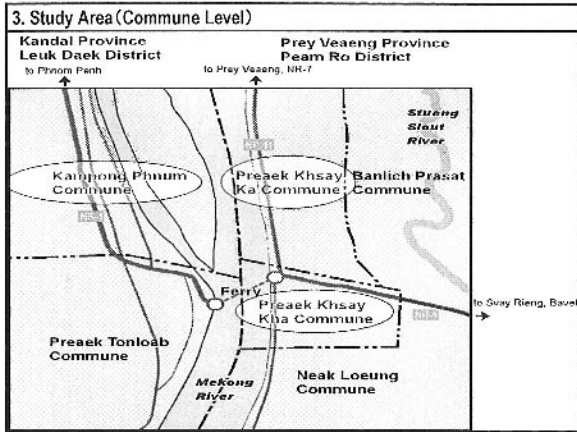 3. Study Area(Commune Level)
Kandal Province
Leuk Daek District
to Phnom Penh
Prey Veaeng Province
Peam Ro District
to Prey Veaeng, NR-7
Stueng
Slout
River
Kampong Phnum
Commune
Preaek Khsay
Ka Commune
Banlich Prasat
Commune
Ferry
Preaek Khsay
Kha Commune
to Svay Rieng, Bavet
Preaek Tonloab
Commune
Mekong
River
Neak Loeung
Commune